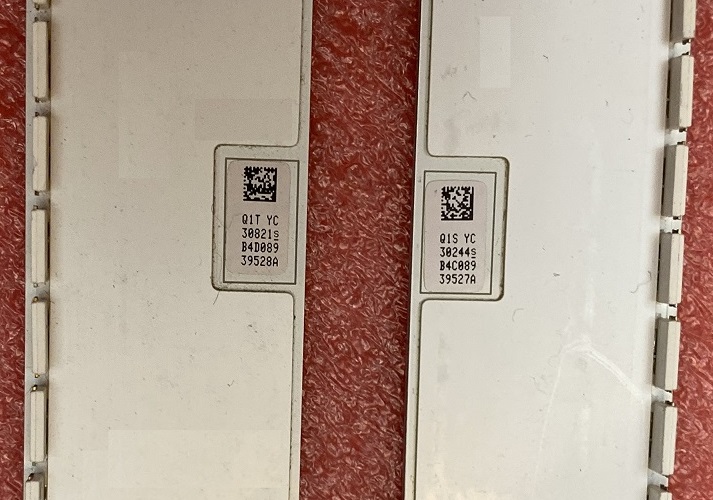 Q1T YC
30821S
B4D089
39528A
Q1S YC
30244S
B4C089
39527A